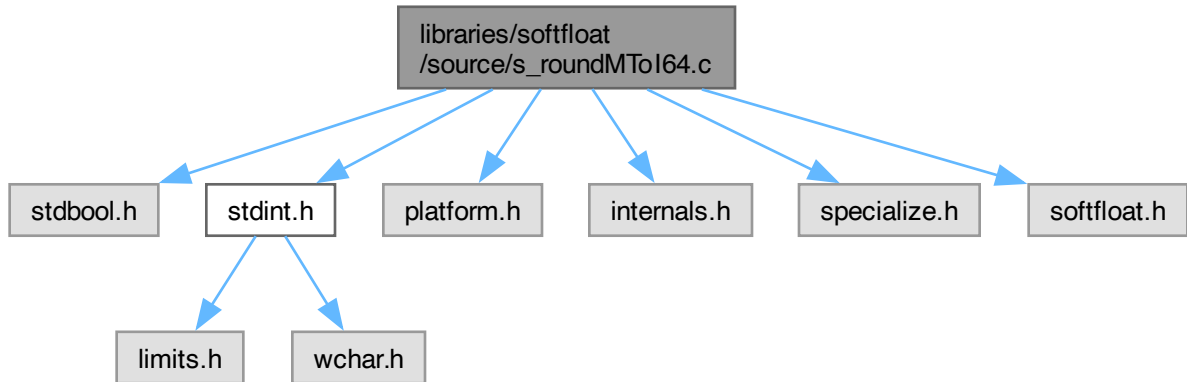 libraries/softfloat
/source/s_roundMToI64.c
stdbool.h
stdint.h
platform.h
internals.h
specialize.h
softfloat.h
limits.h
wchar.h